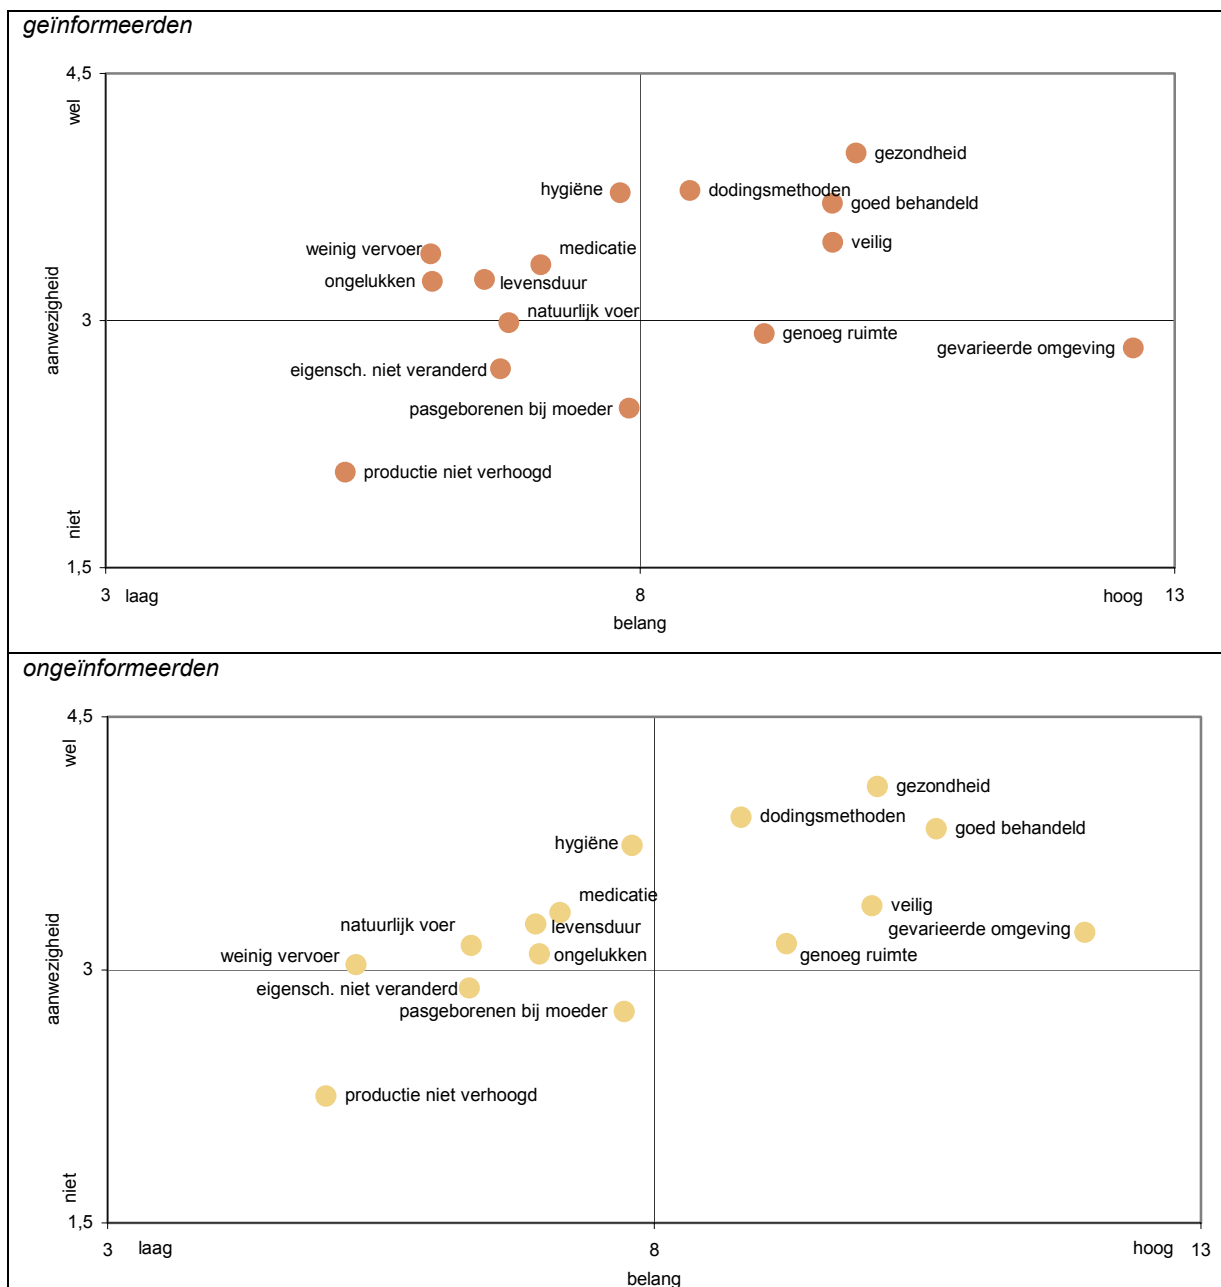 geïnformeerden
4,5
wel
gezondheid
hygiëne
dodingsmethoden
goed behandeld
veilig
weinig vervoer
medicatie
ongelukken
levensduur
natuurlijk voer
3
aanwezigheid
genoeg ruimte
gevarieerde omgeving
eigensch. niet veranderd
pasgeborenen bij moeder
productie niet verhoogd
niet
1,5
3 laag 8 hoog 13
belang
ongeïnformeerden
4,5
wel
gezondheid
dodingsmethoden
goed behandeld
hygiëne
medicatie
veilig
natuurlijk voer
levensduur
gevarieerde omgeving
weinig vervoer
ongelukken
genoeg ruimte
3
aanwezigheid
eigensch. niet veranderd
pasgeborenen bij moeder
productie niet verhoogd
niet
1,5
3 laag 8 hoog 13
belang